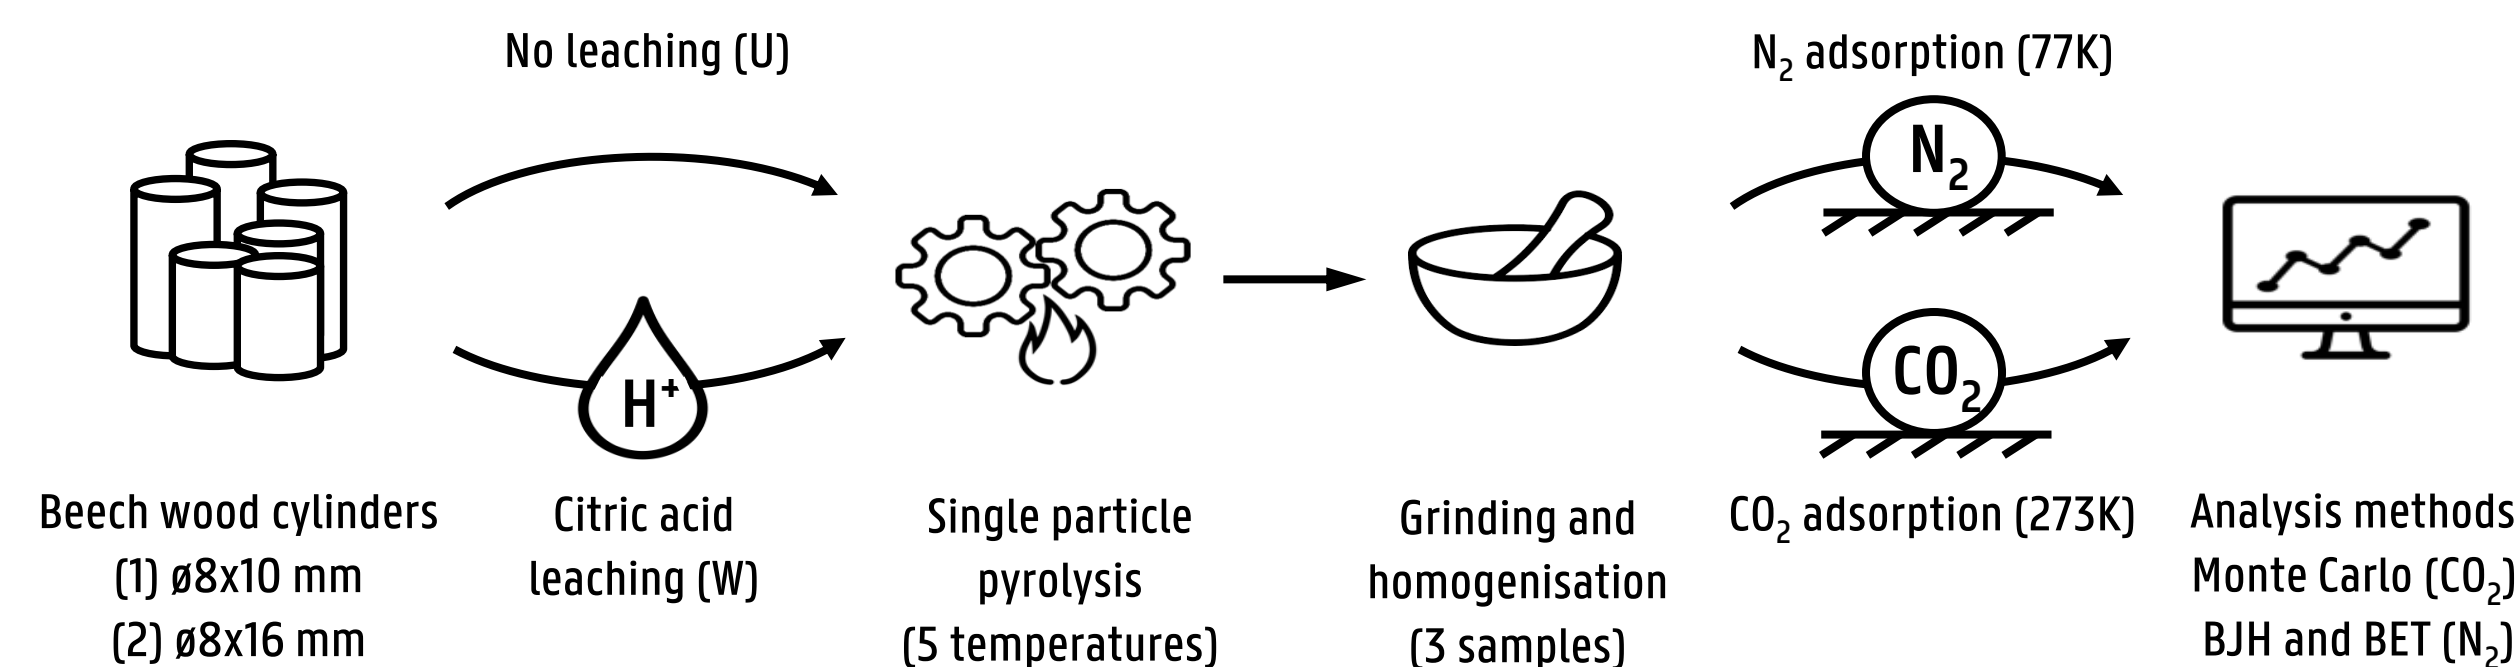 No leaching (U)
N₂ adsorption (77K)
N₂
H⁺
CO₂
Beech wood cylinders
(1) ø8x10 mm
(2) ø8x16 mm
Citric acid
leaching (W)
Single particle
pyrolysis
(5 temperatures)
Grinding and
homogenisation
(3 samples)
CO₂ adsorption (273K)
Analysis methods
Monte Carlo (CO₂)
BJH and BET (N₂)